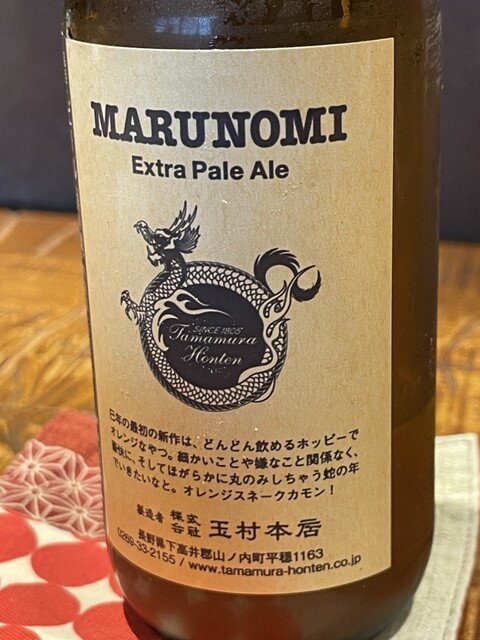 MARUNOMI
Extra Pale Ale
SINCE 1805
Tamamura
Honten
巳年の最初の新作は、どんどん飲めるホッピーで
オレンジなやつ。細かいことや嫌なこと関係なく、
豪快に、そしてほがらかに丸のみしちゃう蛇の年
でいきたいなと。オレンジスネークカモン！
製造者 株式会社 玉村本店
長野県下高井郡山ノ内町平穏1163
0269-33-2155 / www.tamamura-honten.co.jp